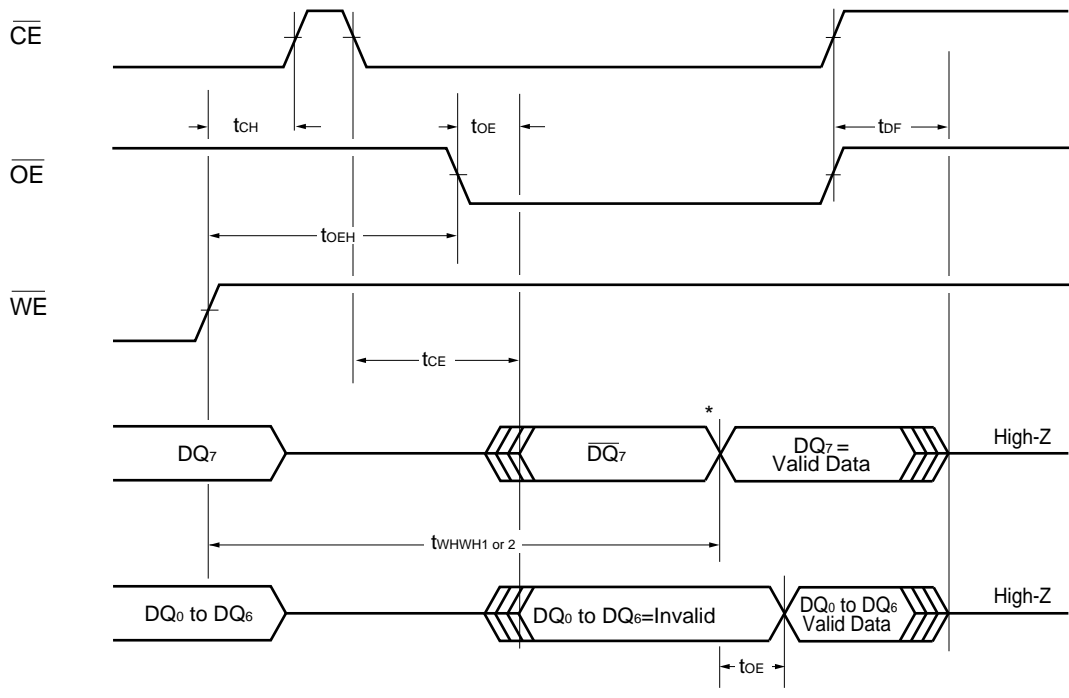 CE
tCH
tOE
tDF
OE
tOEH
WE
tCE
*
DQ7
DQ7
DQ7 =
Valid Data
High-Z
tWHWH1 or 2
DQ0 to DQ6
DQ0 to DQ6=Invalid
DQ0 to DQ6
Valid Data
High-Z
tOE